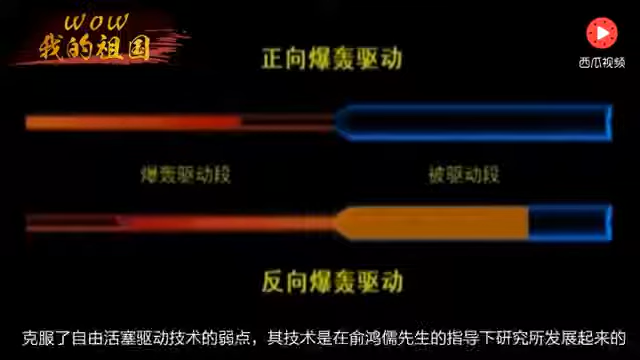 wow
我的祖国
西瓜视频
正向爆轰驱动
爆轰驱动段
被驱动段
反向爆轰驱动
克服了自由活塞驱动技术的弱点，其技术是在俞鸿儒先生的指导下研究所发展起来的